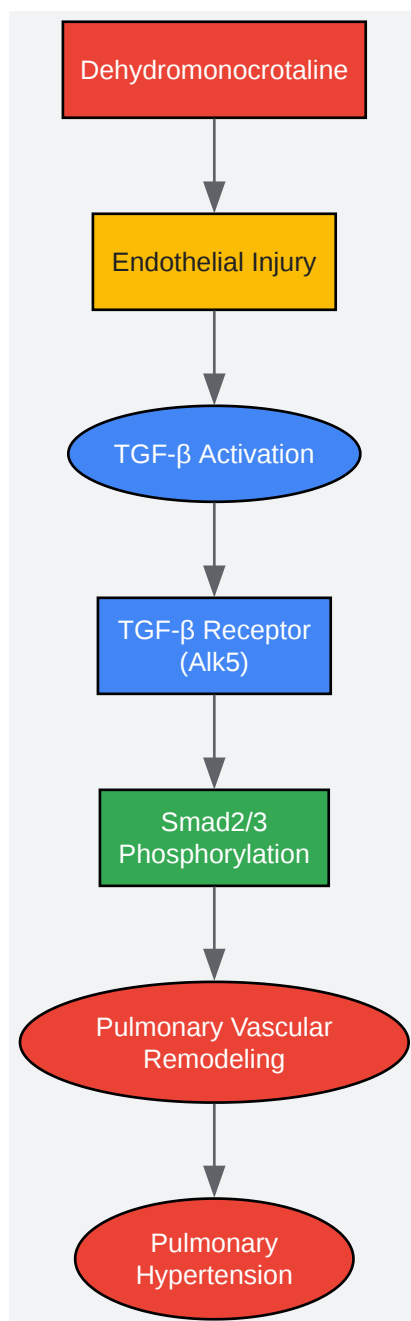 Dehydromonocrotaline
Endothelial Injury
TGF-β Activation
TGF-β Receptor
(Alk5)
Smad2/3
Phosphorylation
Pulmonary Vascular
Remodeling
Pulmonary
Hypertension